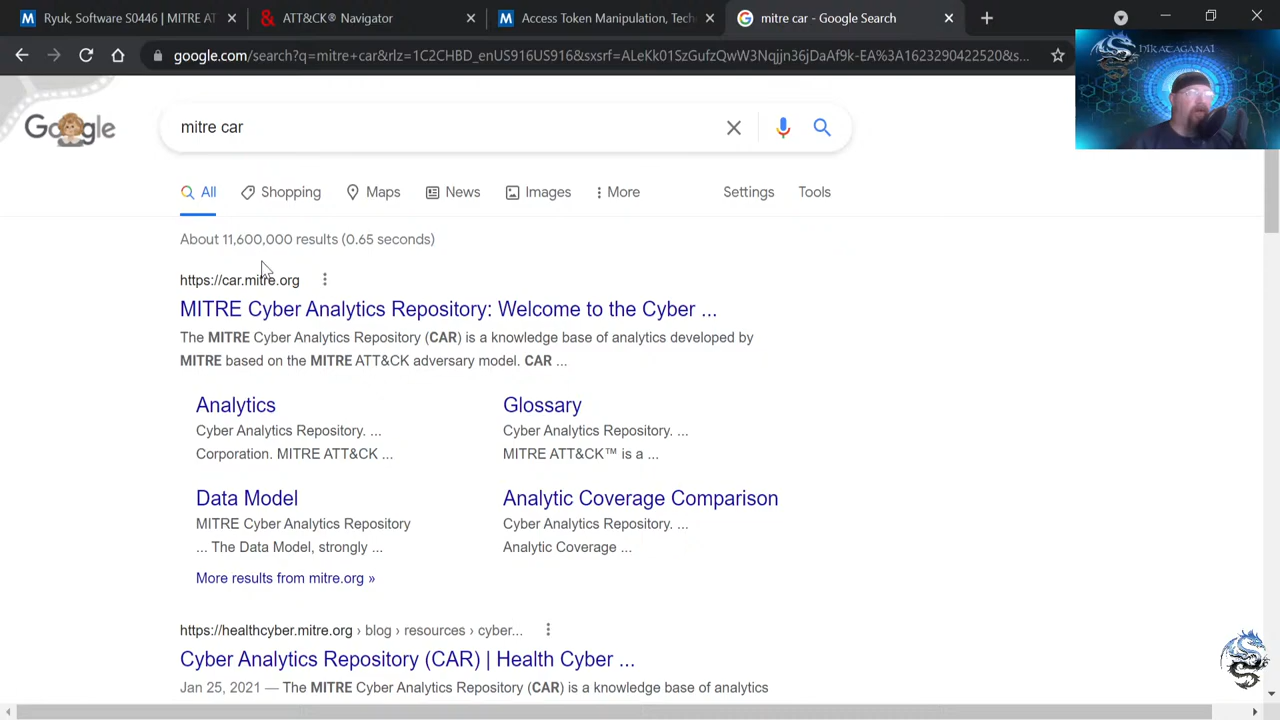 Ryuk, Software S0446 | MITRE AT
ATT&CK® Navigator
Access Token Manipulation, Tech
mitre car - Google Search
google.com/search?q=mitre+car&rlz=1C2CHBD_enUS916US916&sxsrf=ALeKk01SzGufzQwW3Nqjjn36jDaAf9k-EA%3A1623290422520&s...
Google
mitre car
All
Shopping
Maps
News
Images
More
Settings
Tools
About 11,600,000 results (0.65 seconds)
https://car.mitre.org
MITRE Cyber Analytics Repository: Welcome to the Cyber ...
The MITRE Cyber Analytics Repository (CAR) is a knowledge base of analytics developed by
MITRE based on the MITRE ATT&CK adversary model. CAR ...
Analytics
Cyber Analytics Repository. ...
Corporation. MITRE ATT&CK ...
Glossary
Cyber Analytics Repository. ...
MITRE ATT&CK™ is a ...
Data Model
MITRE Cyber Analytics Repository
... The Data Model, strongly ...
Analytic Coverage Comparison
Cyber Analytics Repository. ...
Analytic Coverage ...
More results from mitre.org »
https://healthcyber.mitre.org › blog › resources › cyber...
Cyber Analytics Repository (CAR) | Health Cyber ...
Jan 25, 2021 — The MITRE Cyber Analytics Repository (CAR) is a knowledge base of analytics